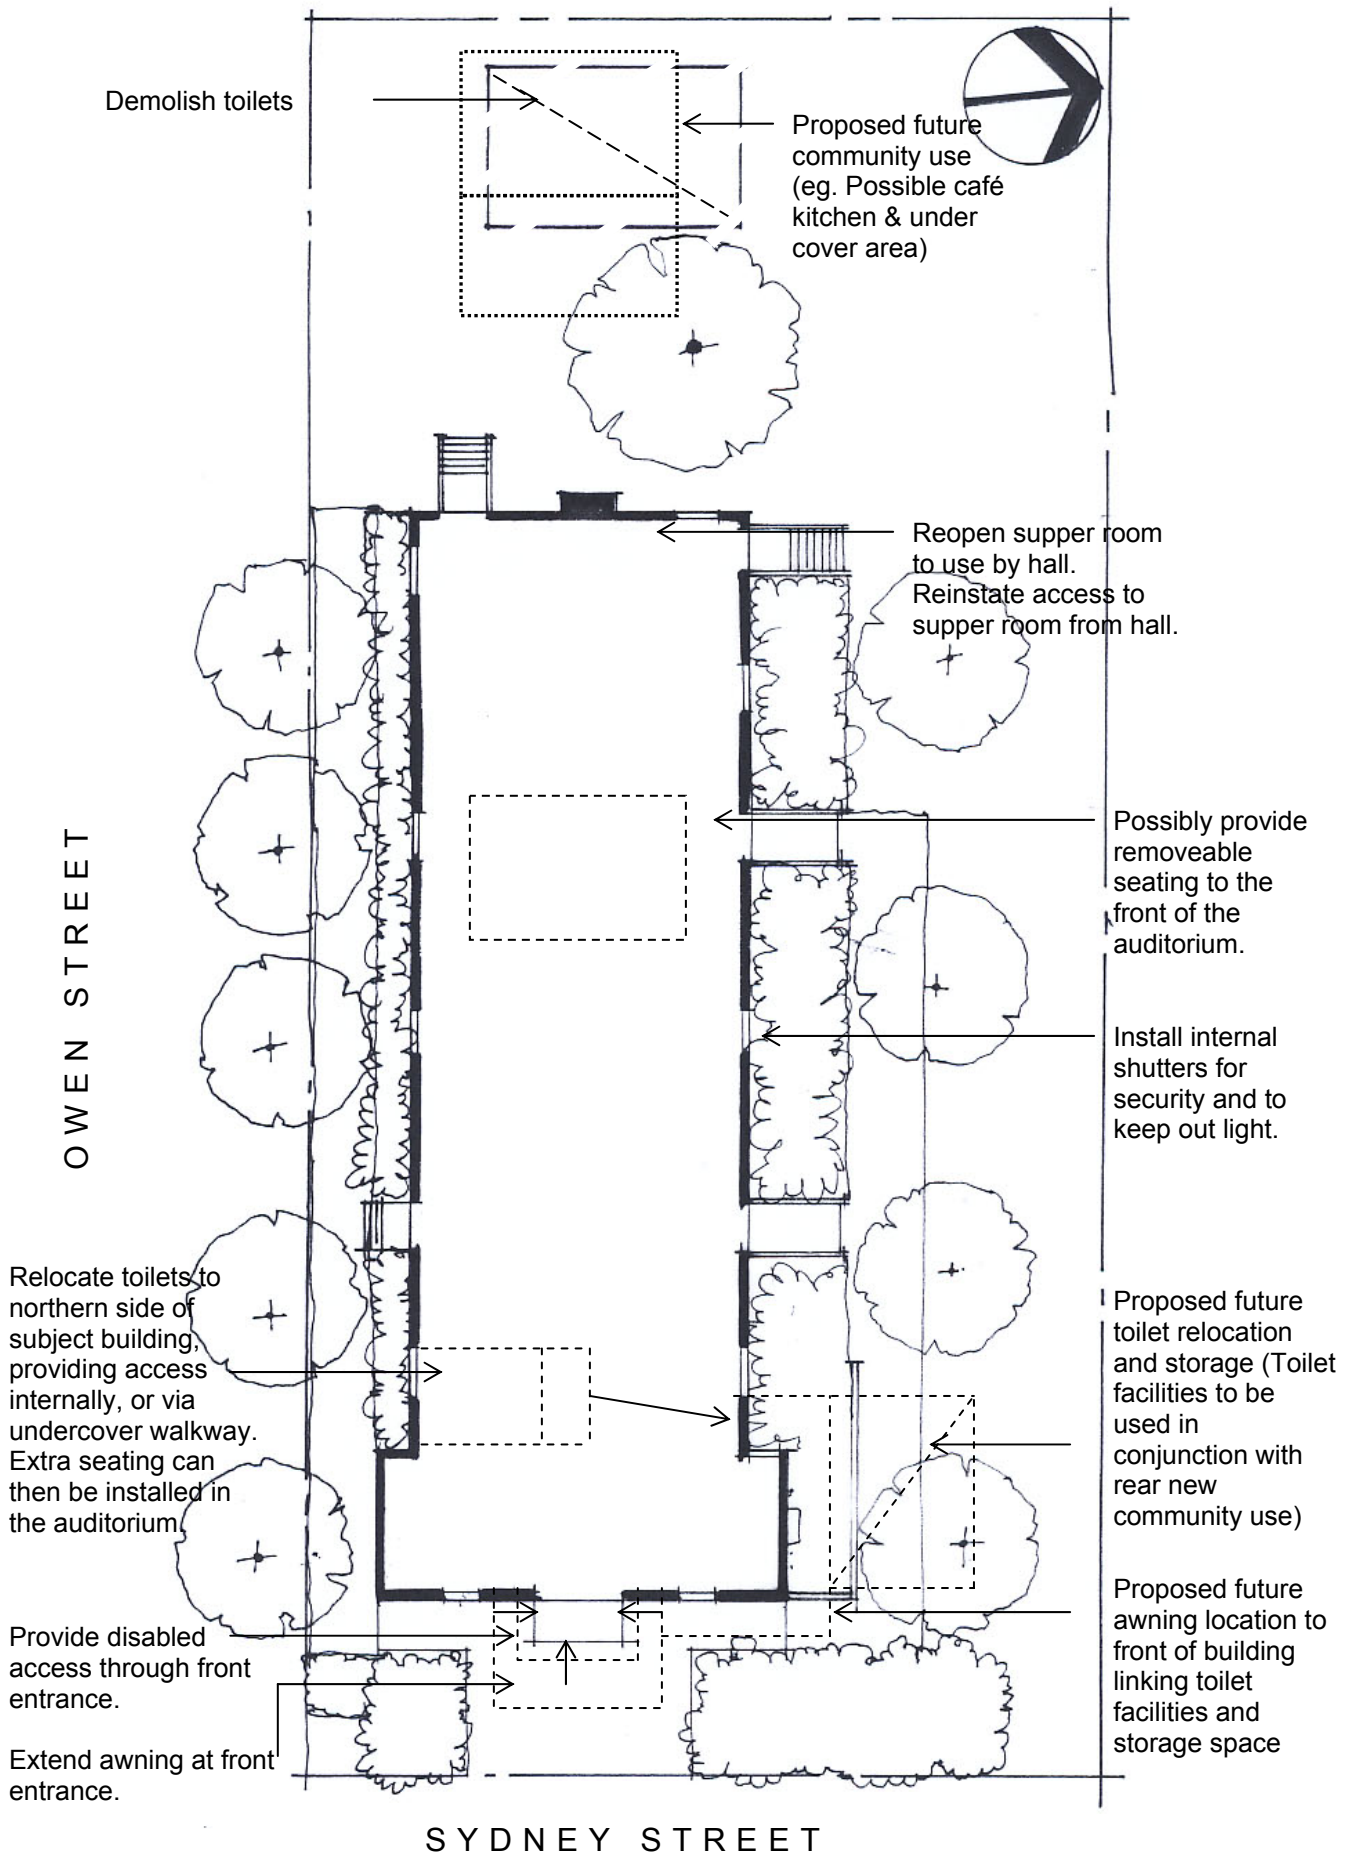 Demolish toilets
Proposed future
community use
(eg. Possible café
kitchen & under
cover area)
Reopen supper room
to use by hall.
Reinstate access to
supper room from hall.
Possibly provide
removeable
seating to the
front of the
auditorium.
OWEN STREET
Install internal
shutters for
security and to
keep out light.
Relocate toilets to
northern side of
subject building,
providing access
internally, or via
undercover walkway.
Extra seating can
then be installed in
the auditorium.
Proposed future
toilet relocation
and storage (Toilet
facilities to be
used in
conjunction with
rear new
community use)
Provide disabled
access through front
entrance.
Proposed future
awning location to
front of building
linking toilet
facilities and
storage space
Extend awning at front
entrance.
SYDNEY STREET